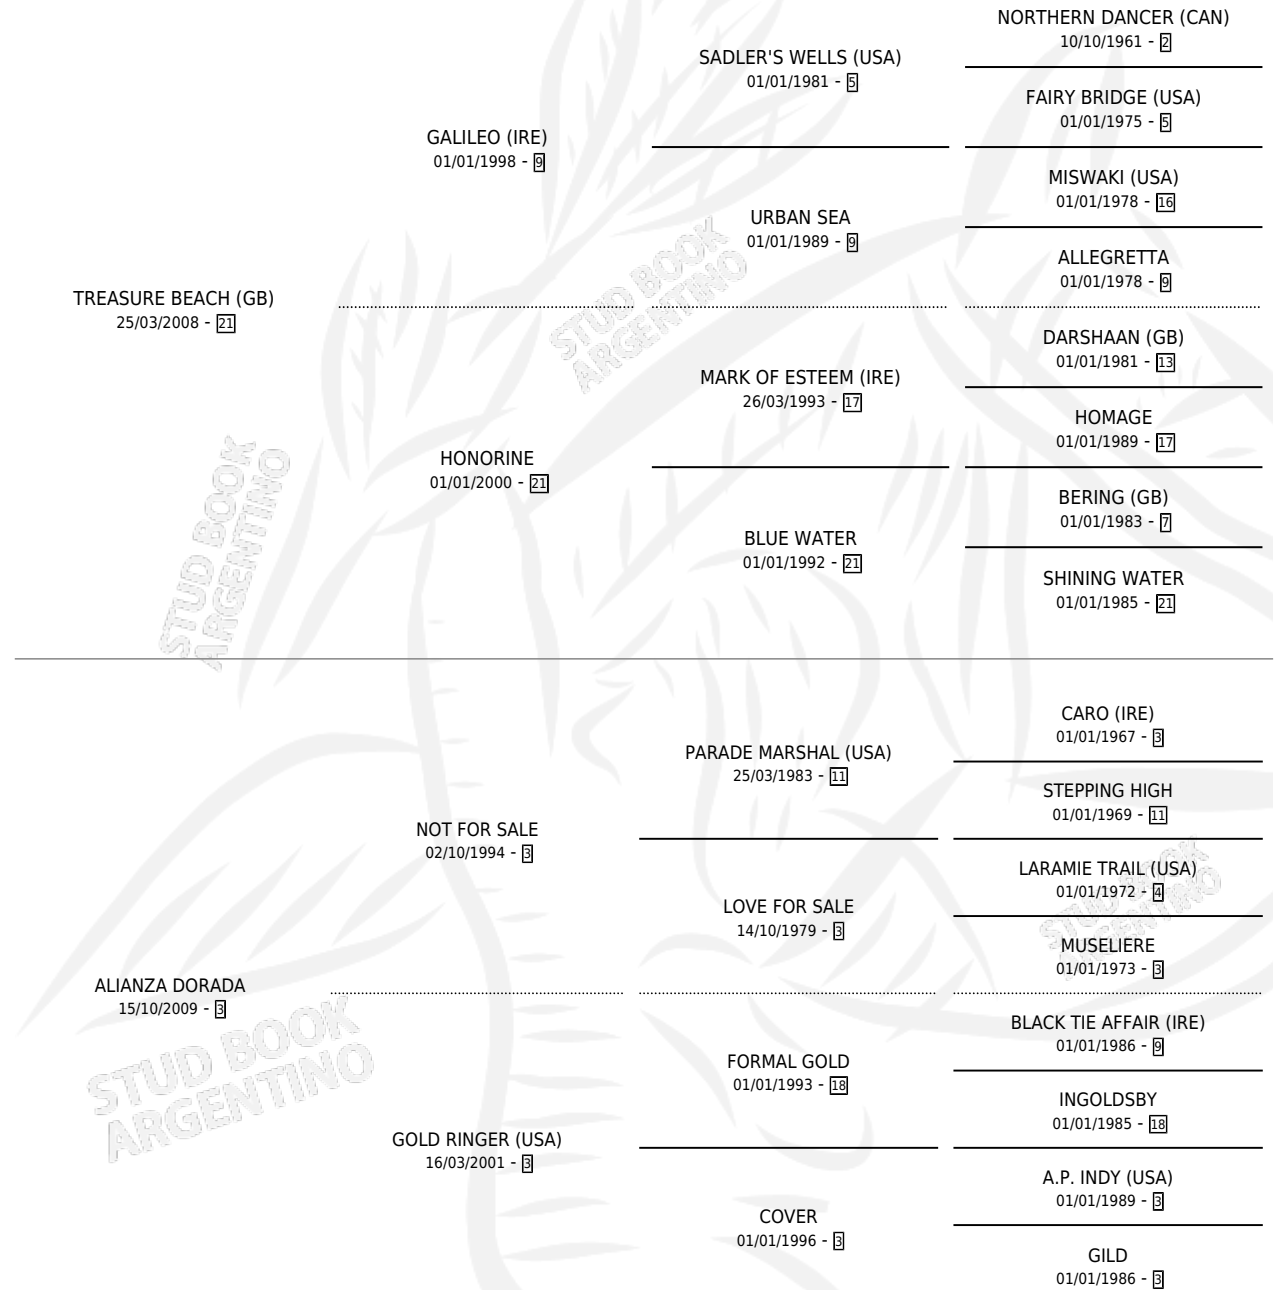 NORTHERN DANCER (CAN)
10/10/1961 - 2
SADLER'S WELLS (USA)
01/01/1981 - 5
FAIRY BRIDGE (USA)
01/01/1975 - 5
GALILEO (IRE)
01/01/1998 - 9
MISWAKI (USA)
01/01/1978 - 16
URBAN SEA
01/01/1989 - 9
ALLEGRETTA
01/01/1978 - 9
TREASURE BEACH (GB)
25/03/2008 - 21
DARSHAAN (GB)
01/01/1981 - 13
MARK OF ESTEEM (IRE)
26/03/1993 - 17
HOMAGE
01/01/1989 - 17
HONORINE
01/01/2000 - 21
BERING (GB)
01/01/1983 - 7
BLUE WATER
01/01/1992 - 21
SHINING WATER
01/01/1985 - 21
STUD BOOK
ARGENTINO
STUD BOOK
ARGENTINO
CARO (IRE)
01/01/1967 - 3
PARADE MARSHAL (USA)
25/03/1983 - 11
STEPPING HIGH
01/01/1969 - 11
NOT FOR SALE
02/10/1994 - 3
LARAMIE TRAIL (USA)
01/01/1972 - 4
LOVE FOR SALE
14/10/1979 - 3
MUSELIERE
01/01/1973 - 3
ALIANZA DORADA
15/10/2009 - 3
BLACK TIE AFFAIR (IRE)
01/01/1986 - 9
FORMAL GOLD
01/01/1993 - 18
INGOLDSBY
01/01/1985 - 18
GOLD RINGER (USA)
16/03/2001 - 3
A.P. INDY (USA)
01/01/1989 - 3
COVER
01/01/1996 - 3
GILD
01/01/1986 - 3
STUD BOOK
ARGENTINO
STUD BOOK
ARGENTINO